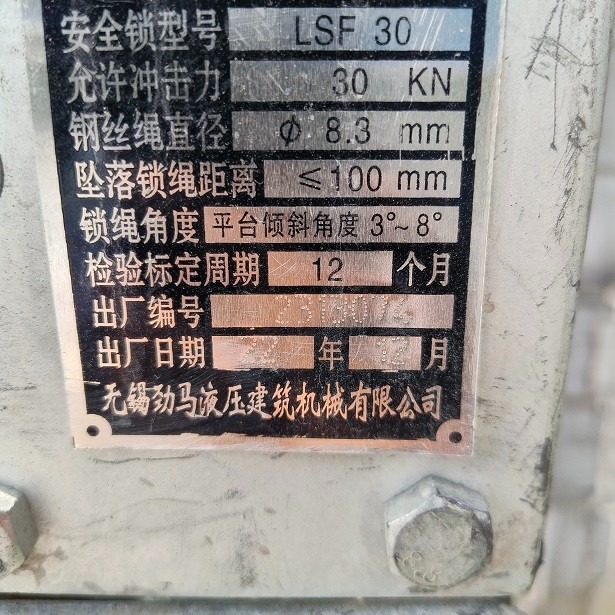 安全锁型号 LSF 30
允许冲击力 30 KN
钢丝绳直径 ϕ 8.3 mm
坠落锁绳距离 ≤100 mm
锁绳角度 平台倾斜角度 3°~8°
检验标定周期 12 个月
出厂编号
出厂日期 22 年 12 月
无锡劲马液压建筑机械有限公司